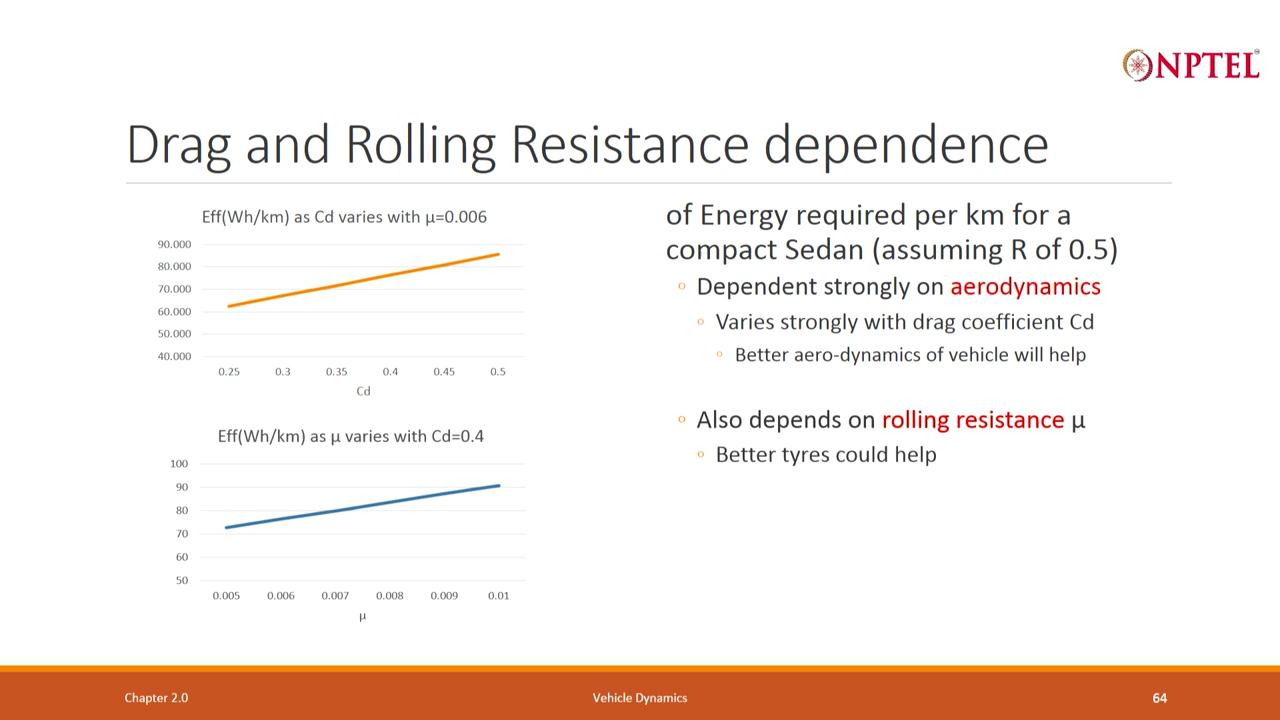 NPTEL
Drag and Rolling Resistance dependence
Eff(Wh/km) as Cd varies with μ=0.006
90.000
80.000
70.000
60.000
50.000
40.000
0.25 0.3 0.35 0.4 0.45 0.5
Cd
Eff(Wh/km) as μ varies with Cd=0.4
100
90
80
70
60
50
0.005 0.006 0.007 0.008 0.009 0.01
μ
of Energy required per km for a
compact Sedan (assuming R of 0.5)
Dependent strongly on aerodynamics
Varies strongly with drag coefficient Cd
Better aero-dynamics of vehicle will help
Also depends on rolling resistance μ
Better tyres could help
Chapter 2.0 Vehicle Dynamics 64